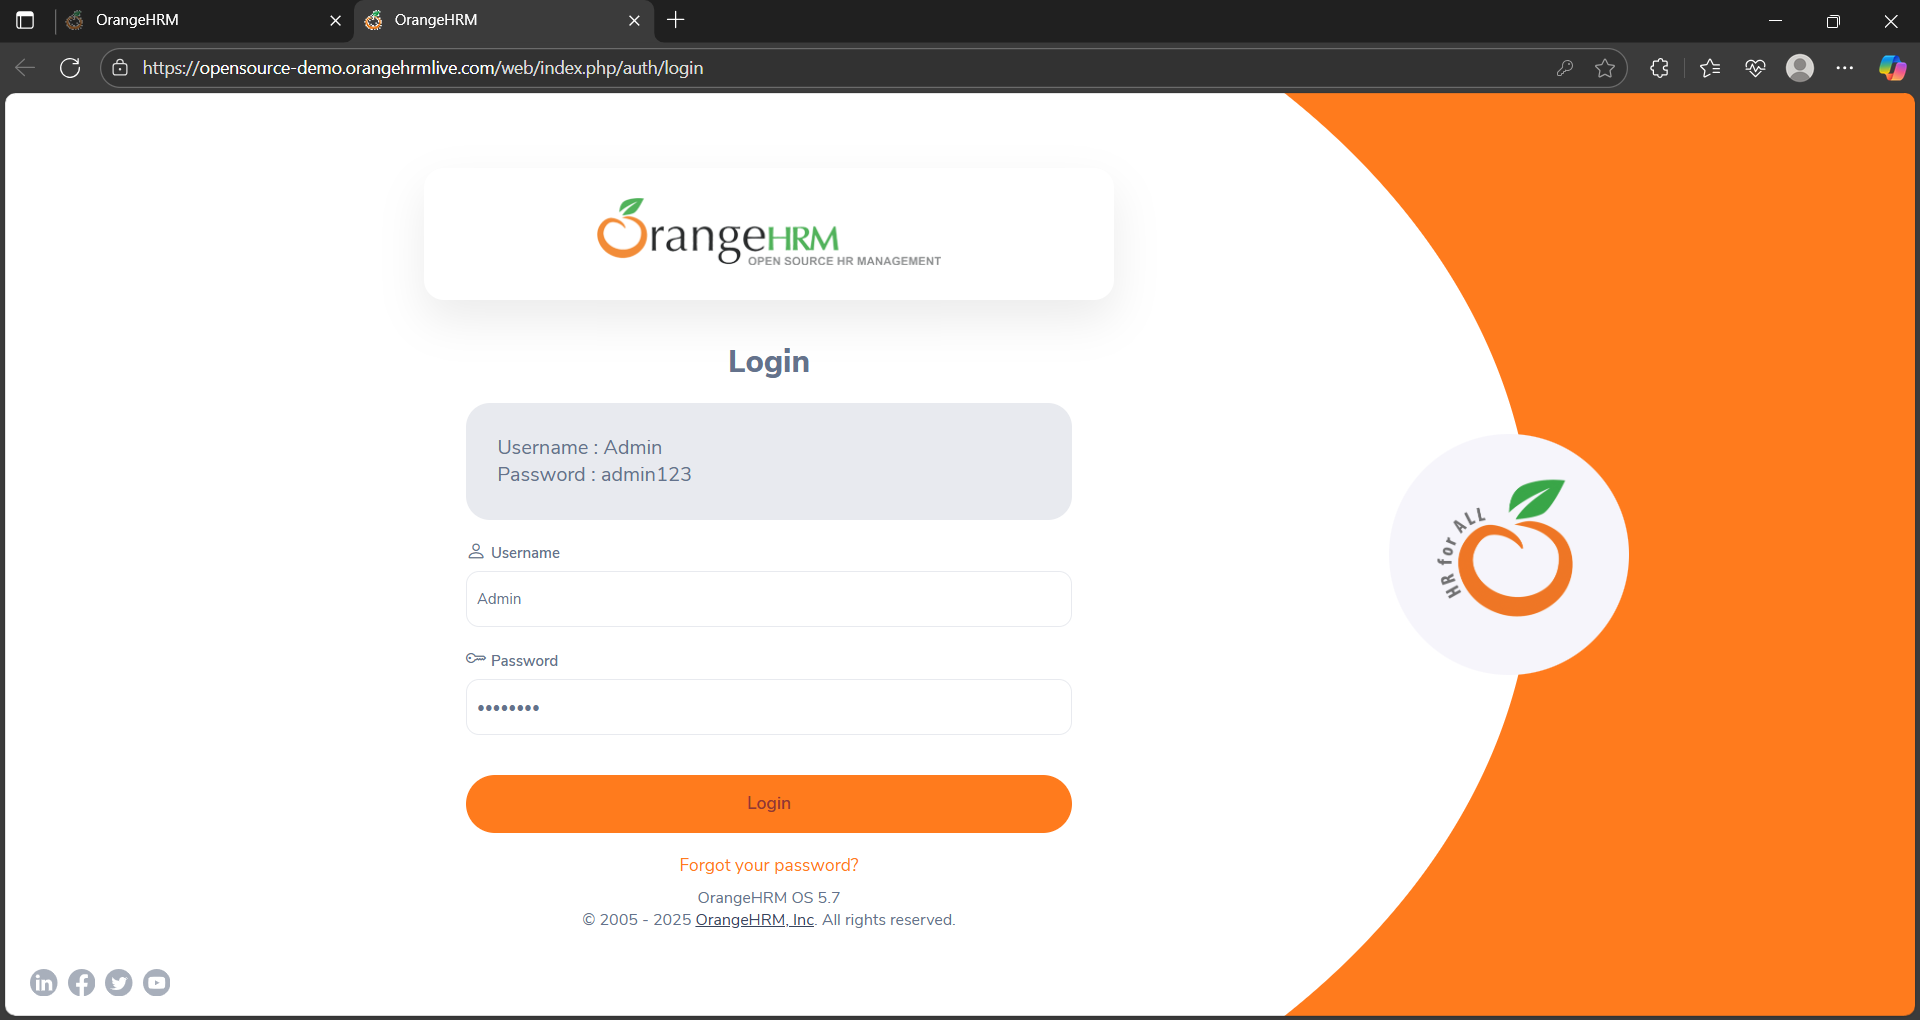 OrangeHRM
OrangeHRM
https://opensource-demo.orangehrmlive.com/web/index.php/auth/login
OrangeHRM
OPEN SOURCE HR MANAGEMENT
Login
Username : Admin
Password : admin123
Username
Admin
Password
••••••••
Login
Forgot your password?
OrangeHRM OS 5.7
© 2005 - 2025 OrangeHRM, Inc. All rights reserved.
HR for ALL